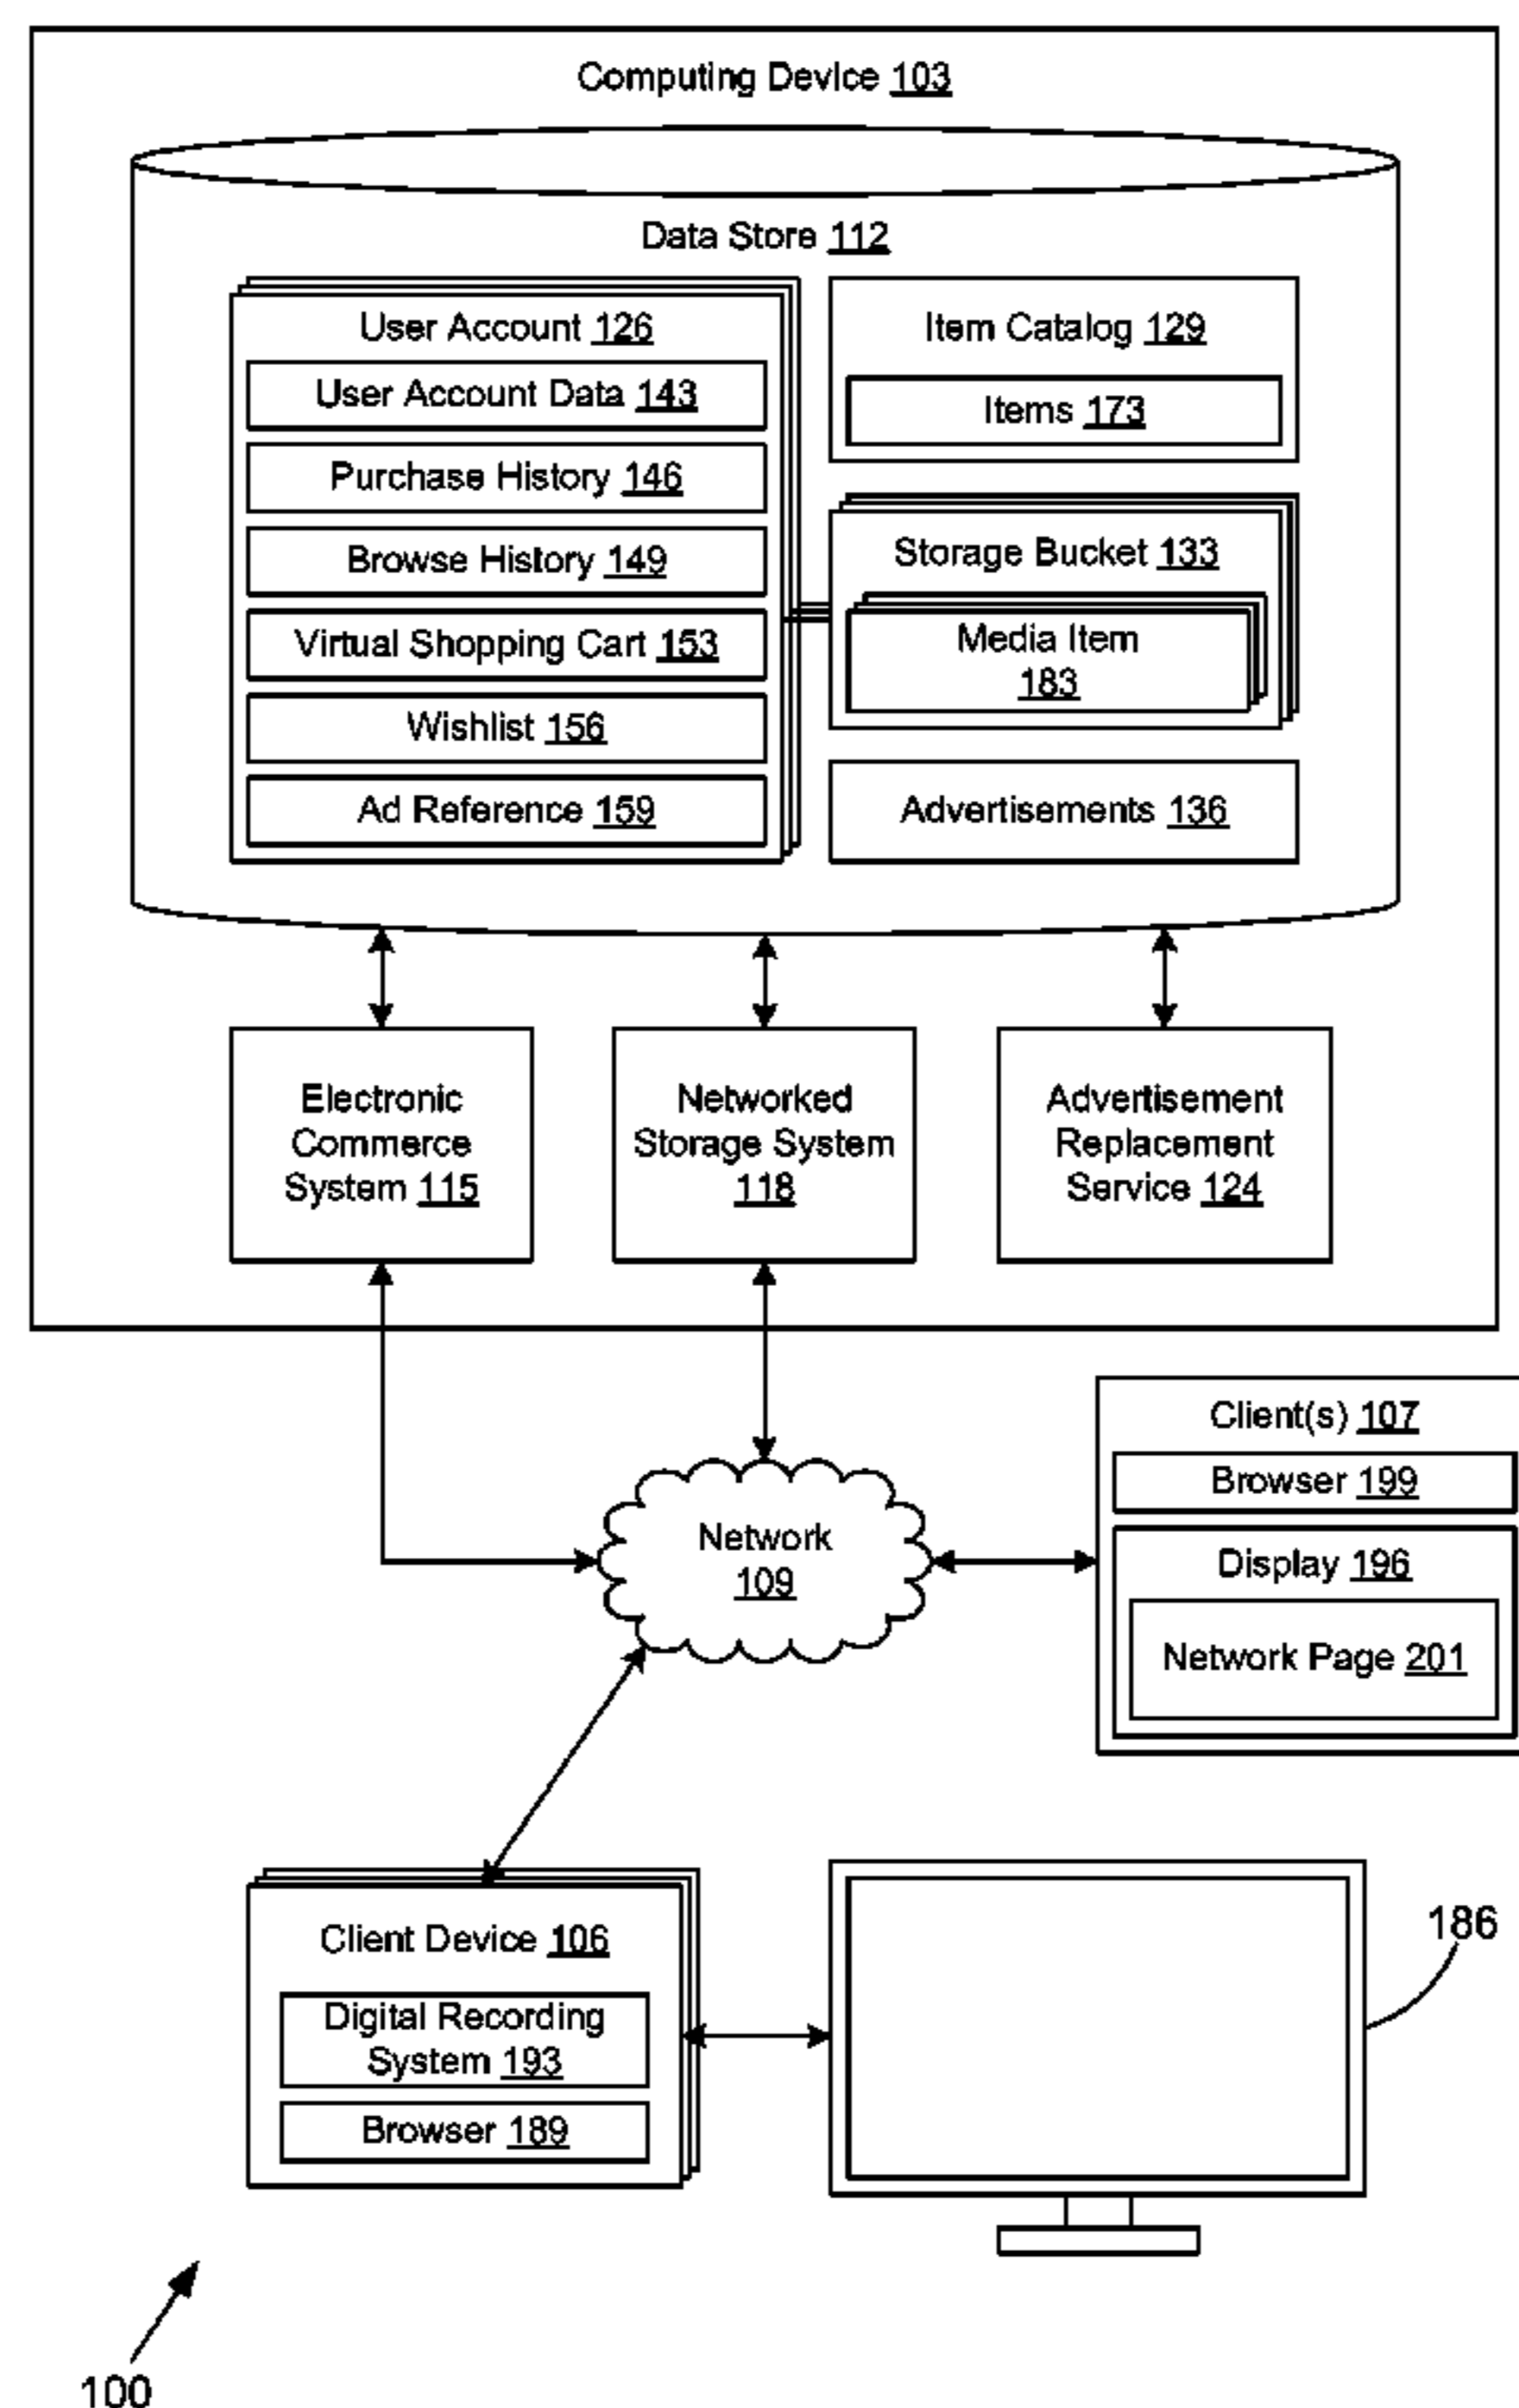 Computing Device 103
Data Store 112
User Account 126
User Account Data 143
Purchase History 146
Browse History 149
Virtual Shopping Cart 153
Wishlist 156
Ad Reference 159
Item Catalog 129
Items 173
Storage Bucket 133
Media Item
183
Advertisements 136
Electronic
Commerce
System 115
Networked
Storage System
118
Advertisement
Replacement
Service 124
Network
109
Client(s) 107
Browser 199
Display 196
Network Page 201
Client Device 106
Digital Recording
System 193
Browser 189
186
100